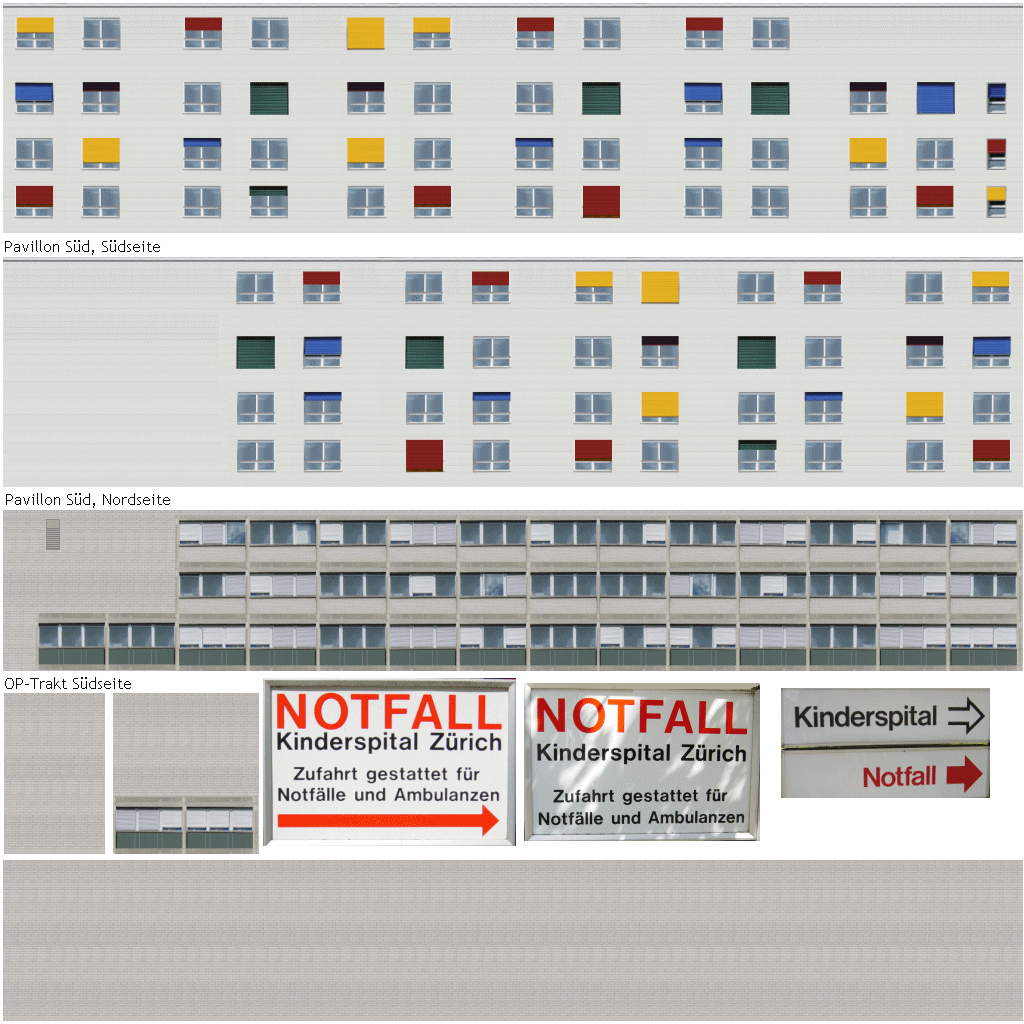 Pavillon Süd, Südseite
Pavillon Süd, Nordseite
OP-Trakt Südseite
NOTFALL
Kinderspital Zürich
Zufahrt gestattet für
Notfälle und Ambulanzen
NOTFALL
Kinderspital Zürich
Zufahrt gestattet für
Notfälle und Ambulanzen
Kinderspital
Notfall